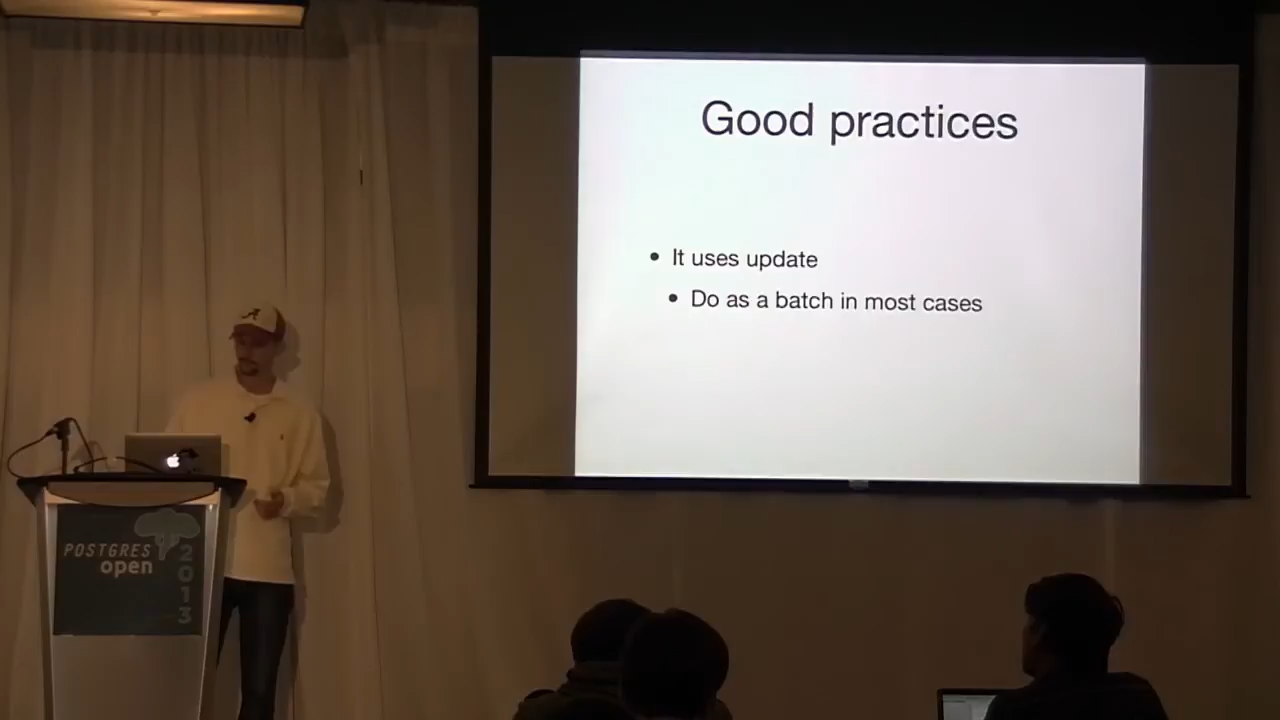 Good practices
It uses update
Do as a batch in most cases
A
POSTGRES
open
2013